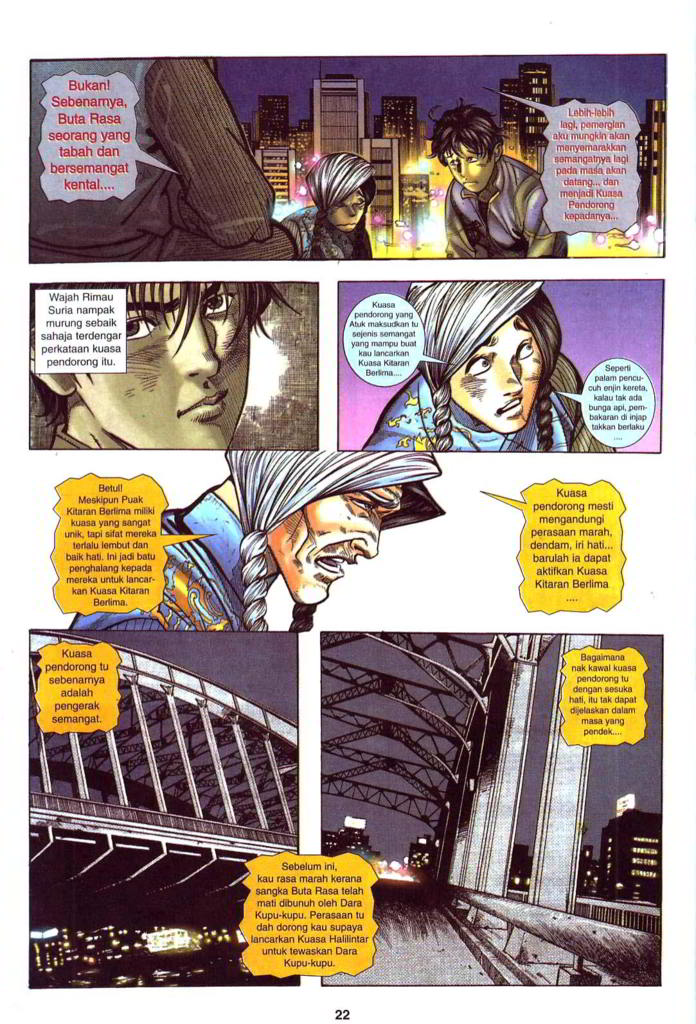 Bukan!
Sebenarnya,
Buta Rasa
seorang yang
tabah dan
bersemangat
kental....
Lebih-lebih
lagi, pemergian
aku mungkin akan
menyemarakkan
semangatnya lagi
pada masa akan
datang... dan
menjadi Kuasa
Pendorong
kepadanya...
Wajah Rimau
Suria nampak
murung sebaik
sahaja terdengar
perkataan kuasa
pendorong itu.
Kuasa
pendorong yang
Atuk maksudkan tu
sejenis semangat
yang mampu buat
kau lancarkan
Kuasa Kitaran
Berlima....
Seperti
palam pencu-
cuh enjin kereta,
kalau tak ada
bunga api, pem-
bakaran di injap
takkan berlaku
....
Betul!
Meskipun Puak
Kitaran Berlima miliki
kuasa yang sangat
unik, tapi sifat mereka
terlalu lembut dan
baik hati. Ini jadi batu
penghalang kepada
mereka untuk lancar-
kan Kuasa Kitaran
Berlima.
Kuasa
pendorong mesti
mengandungi
perasaan marah,
dendam, iri hati...
barulah ia dapat
aktifkan Kuasa
Kitaran Berlima
....
Kuasa
pendorong tu
sebenarnya
adalah
pengerak
semangat.
Bagaimana
nak kawal kuasa
pendorong tu
dengan sesuka
hati, itu tak dapat
dijelaskan dalam
masa yang
pendek....
Sebelum ini,
kau rasa marah kerana
sangka Buta Rasa telah
mati dibunuh oleh Dara
Kupu-kupu. Perasaan tu
dah dorong kau supaya
lancarkan Kuasa Halilintar
untuk tewaskan Dara
Kupu-kupu.
22